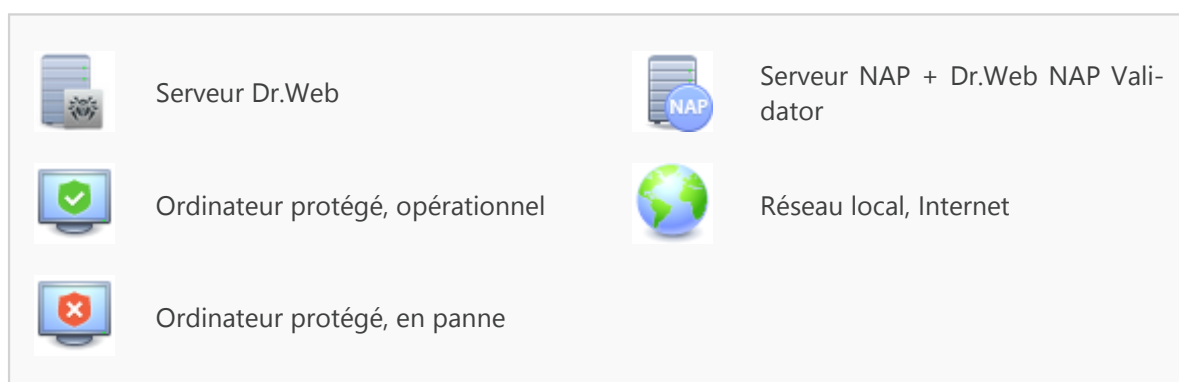 Serveur Dr.Web
NAP
Serveur NAP + Dr.Web NAP Vali-
dator
Ordinateur protégé, opérationnel
Réseau local, Internet
Ordinateur protégé, en panne